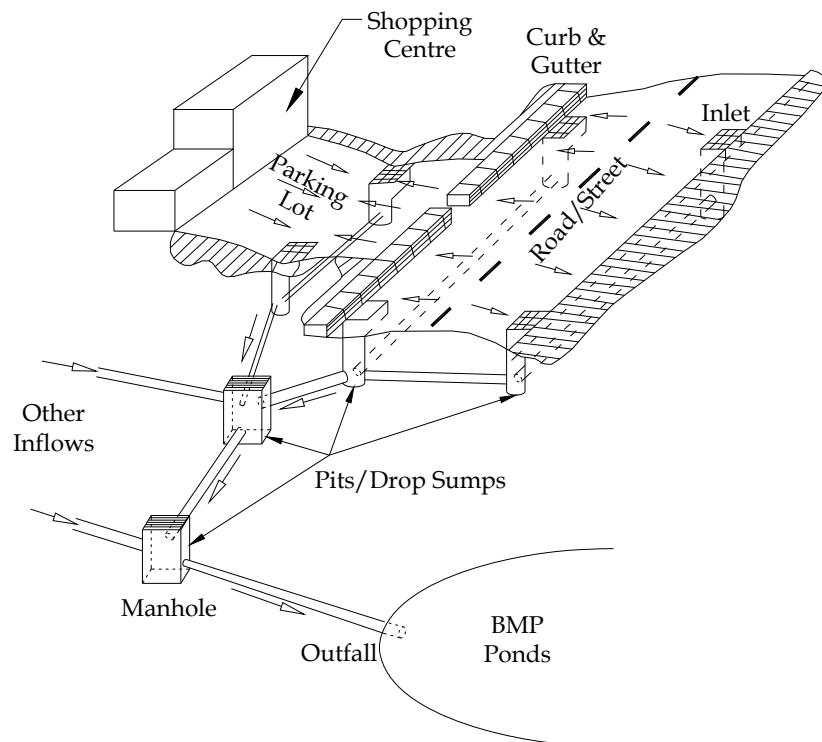 Shopping
Centre
Curb &
Gutter
Inlet
Parking
Lot
Road/Street
Other
Inflows
Pits/Drop Sumps
Manhole
Outfall
BMP
Ponds